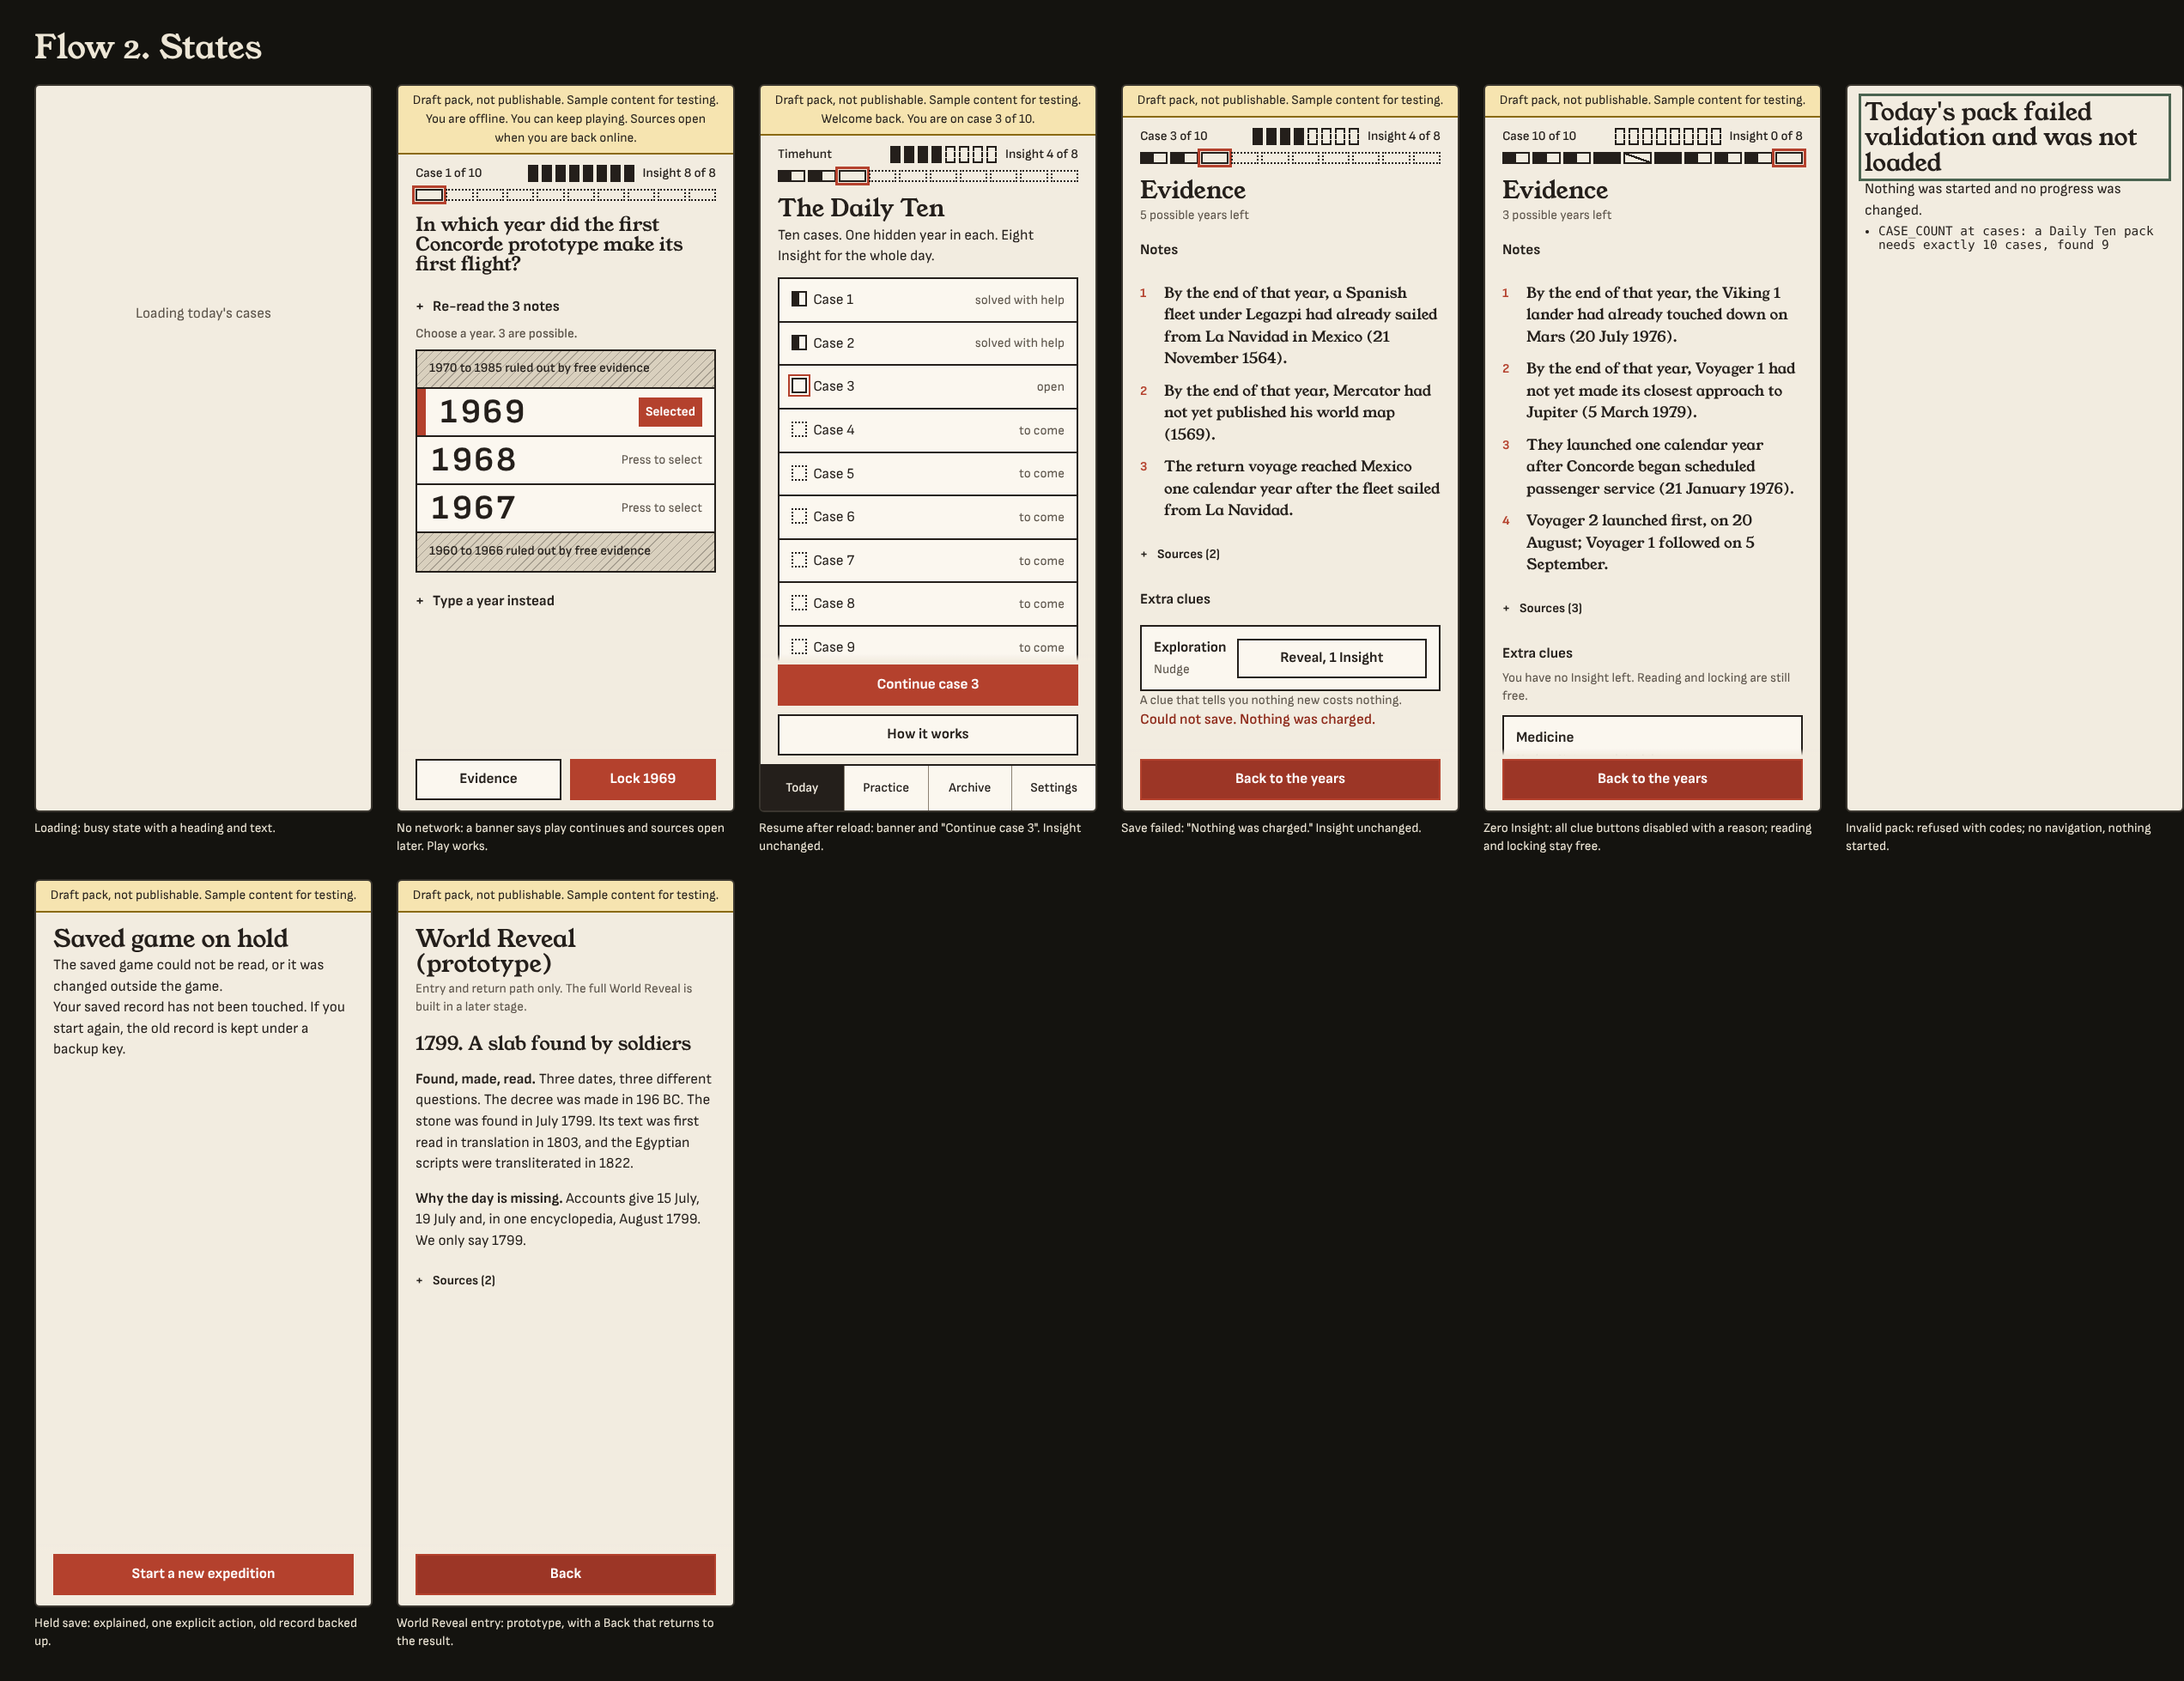 Flow 2. States
Loading today's cases
Loading: busy state with a heading and text.
Draft pack, not publishable. Sample content for testing.
You are offline. You can keep playing. Sources open
when you are back online.
Case 1 of 10
Insight 8 of 8
In which year did the first
Concorde prototype make its
first flight?
+ Re-read the 3 notes
Choose a year. 3 are possible.
1970 to 1985 ruled out by free evidence
1969
Selected
1968
Press to select
1967
Press to select
1960 to 1966 ruled out by free evidence
+ Type a year instead
Evidence
Lock 1969
No network: a banner says play continues and sources open
later. Play works.
Draft pack, not publishable. Sample content for testing.
Welcome back. You are on case 3 of 10.
Timehunt
Insight 4 of 8
The Daily Ten
Ten cases. One hidden year in each. Eight
Insight for the whole day.
Case 1
solved with help
Case 2
solved with help
Case 3
open
Case 4
to come
Case 5
to come
Case 6
to come
Case 7
to come
Case 8
to come
Case 9
to come
Continue case 3
How it works
Today
Practice
Archive
Settings
Resume after reload: banner and "Continue case 3". Insight
unchanged.
Draft pack, not publishable. Sample content for testing.
Case 3 of 10
Insight 4 of 8
Evidence
5 possible years left
Notes
1 By the end of that year, a Spanish
fleet under Legazpi had already sailed
from La Navidad in Mexico (21
November 1564).
2 By the end of that year, Mercator had
not yet published his world map
(1569).
3 The return voyage reached Mexico
one calendar year after the fleet sailed
from La Navidad.
+ Sources (2)
Extra clues
Exploration
Nudge
Reveal, 1 Insight
A clue that tells you nothing new costs nothing.
Could not save. Nothing was charged.
Back to the years
Save failed: "Nothing was charged." Insight unchanged.
Draft pack, not publishable. Sample content for testing.
Case 10 of 10
Insight 0 of 8
Evidence
3 possible years left
Notes
1 By the end of that year, the Viking 1
lander had already touched down on
Mars (20 July 1976).
2 By the end of that year, Voyager 1 had
not yet made its closest approach to
Jupiter (5 March 1979).
3 They launched one calendar year
after Concorde began scheduled
passenger service (21 January 1976).
4 Voyager 2 launched first, on 20
August; Voyager 1 followed on 5
September.
+ Sources (3)
Extra clues
You have no Insight left. Reading and locking are still
free.
Medicine
Back to the years
Zero Insight: all clue buttons disabled with a reason; reading
and locking stay free.
Today's pack failed
validation and was not
loaded
Nothing was started and no progress was
changed.
• CASE_COUNT at cases: a Daily Ten pack
needs exactly 10 cases, found 9
Invalid pack: refused with codes; no navigation, nothing
started.
Draft pack, not publishable. Sample content for testing.
Saved game on hold
The saved game could not be read, or it was
changed outside the game.
Your saved record has not been touched. If you
start again, the old record is kept under a
backup key.
Start a new expedition
Held save: explained, one explicit action, old record backed
up.
Draft pack, not publishable. Sample content for testing.
World Reveal
(prototype)
Entry and return path only. The full World Reveal is
built in a later stage.
1799. A slab found by soldiers
Found, made, read. Three dates, three different
questions. The decree was made in 196 BC. The
stone was found in July 1799. Its text was first
read in translation in 1803, and the Egyptian
scripts were transliterated in 1822.
Why the day is missing. Accounts give 15 July,
19 July and, in one encyclopedia, August 1799.
We only say 1799.
+ Sources (2)
Back
World Reveal entry: prototype, with a Back that returns to
the result.